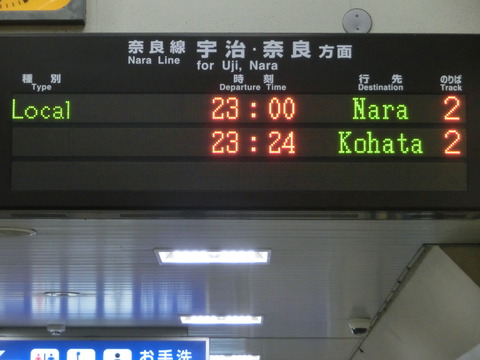 奈良線 宇治・奈良 方面
Nara Line for Uji, Nara
種別 時刻 行先 のりば
Type Departure Time Destination Track
Local 23:00 Nara 2
23:24 Kohata 2
お手洗